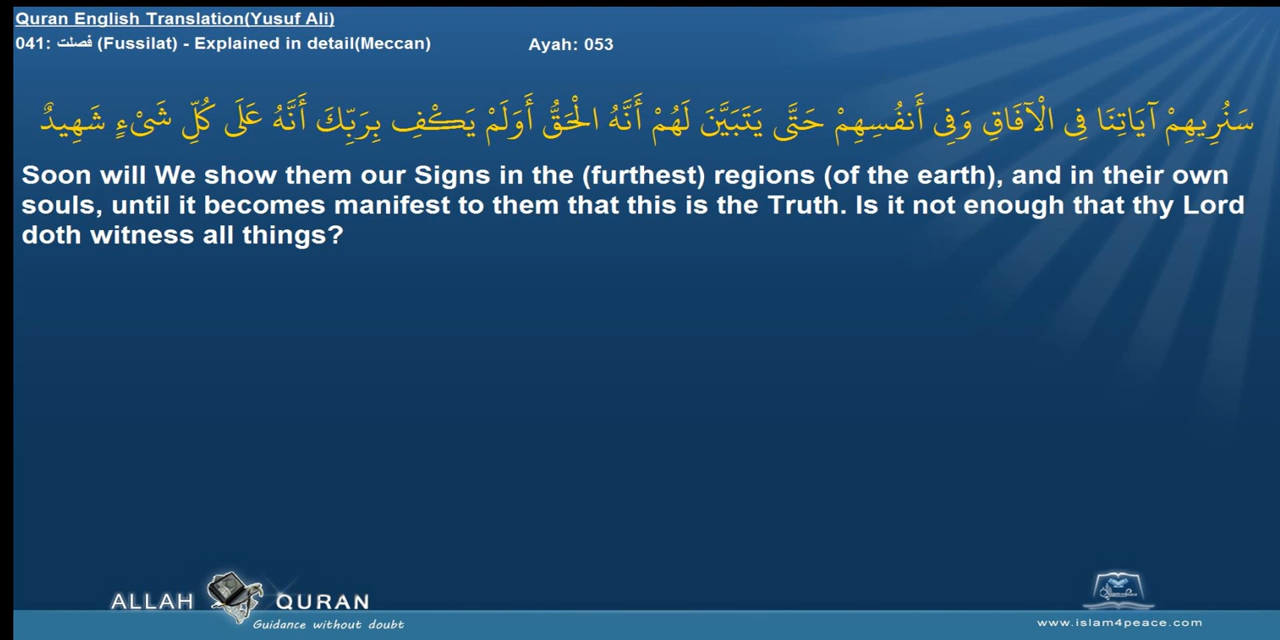 Quran English Translation(Yusuf Ali)
041: فصلت (Fussilat) - Explained in detail(Meccan) Ayah: 053
سَنُرِيهِمْ آيَاتِنَا فِي الْآفَاقِ وَفِي أَنفُسِهِمْ حَتَّى يَتَبَيَّنَ لَهُمْ أَنَّهُ الْحَقُّ أَوَلَمْ يَكْفِ بِرَبِّكَ أَنَّهُ عَلَى كُلِّ شَيْءٍ شَهِيدٌ
Soon will We show them our Signs in the (furthest) regions (of the earth), and in their own
souls, until it becomes manifest to them that this is the Truth. Is it not enough that thy Lord
doth witness all things?
ALLAH QURAN
Guidance without doubt
www.islam4peace.com